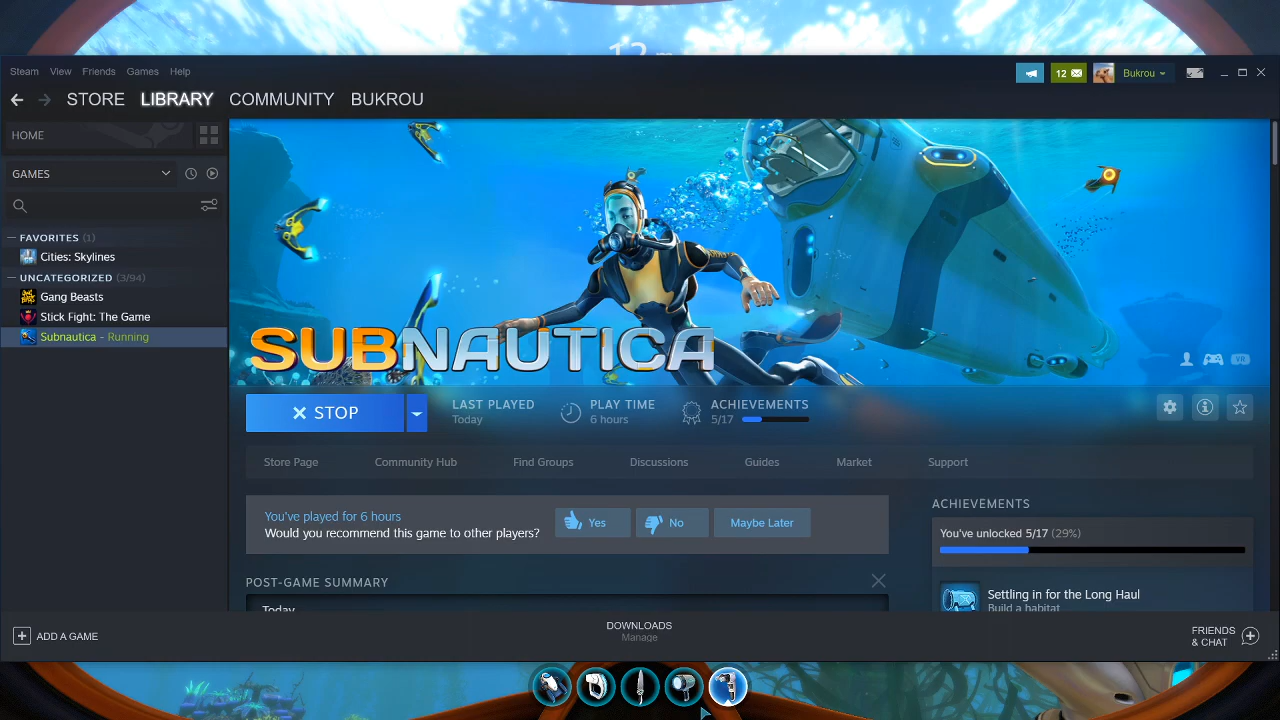 12 m
Steam View Friends Games Help
12
Bukrou
STORE LIBRARY COMMUNITY BUKROU
HOME
GAMES
FAVORITES (1)
Cities: Skylines
UNCATEGORIZED (3/94)
Gang Beasts
Stick Fight: The Game
Subnautica - Running
SUBNAUTICA
VR
STOP
LAST PLAYED
Today
PLAY TIME
6 hours
ACHIEVEMENTS
5/17
Store Page Community Hub Find Groups Discussions Guides Market Support
You've played for 6 hours
Would you recommend this game to other players?
Yes
No
Maybe Later
POST-GAME SUMMARY
Today
ACHIEVEMENTS
You've unlocked 5/17 (29%)
Settling in for the Long Haul
Build a habitat
ADD A GAME
DOWNLOADS
Manage
FRIENDS
& CHAT